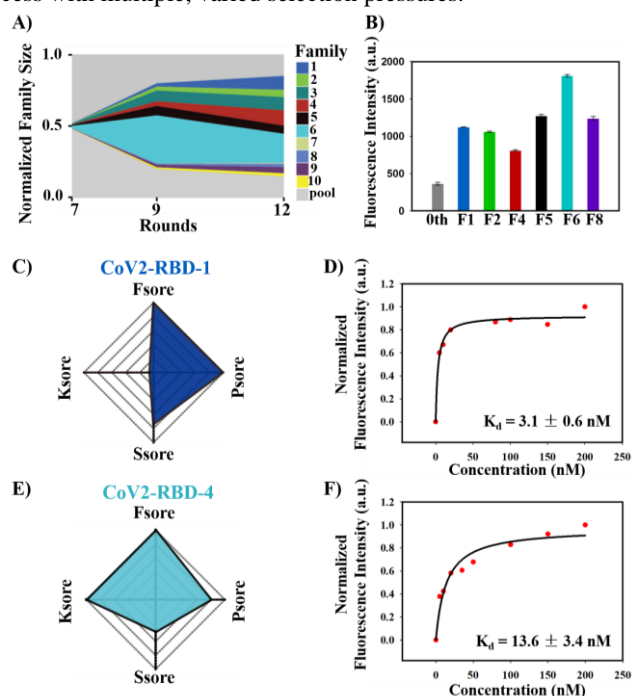 cess with multiple, varied selection pressures.
A)
Normalized Family Size
1.0
0.5
0.0
7 9 12
Rounds
Family
1
2
3
4
5
6
7
8
9
10
pool
B)
Fluorescence Intensity (a.u.)
2000
1500
1000
500
0
0th F1 F2 F4 F5 F6 F8
C)
CoV2-RBD-1
Fsore
Ksore
Psore
Ssore
D)
Normalized
Fluorescence Intensity (a.u.)
1.2
1.0
0.8
0.6
0.4
0.2
0.0
Kd = 3.1 ± 0.6 nM
0 50 100 150 200 250
Concentration (nM)
E)
CoV2-RBD-4
Fsore
Ksore
Psore
Ssore
F)
Normalized
Fluorescence Intensity (a.u.)
1.2
1.0
0.8
0.6
0.4
0.2
0.0
Kd = 13.6 ± 3.4 nM
0 50 100 150 200 250
Concentration (nM)